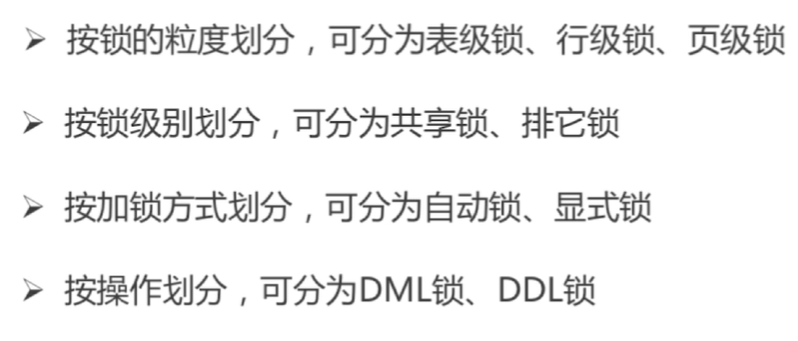 ➢ 按锁的粒度划分，可分为表级锁、行级锁、页级锁
➢ 按锁级别划分，可分为共享锁、排它锁
➢ 按加锁方式划分，可分为自动锁、显式锁
➢ 按操作划分，可分为DML锁、DDL锁